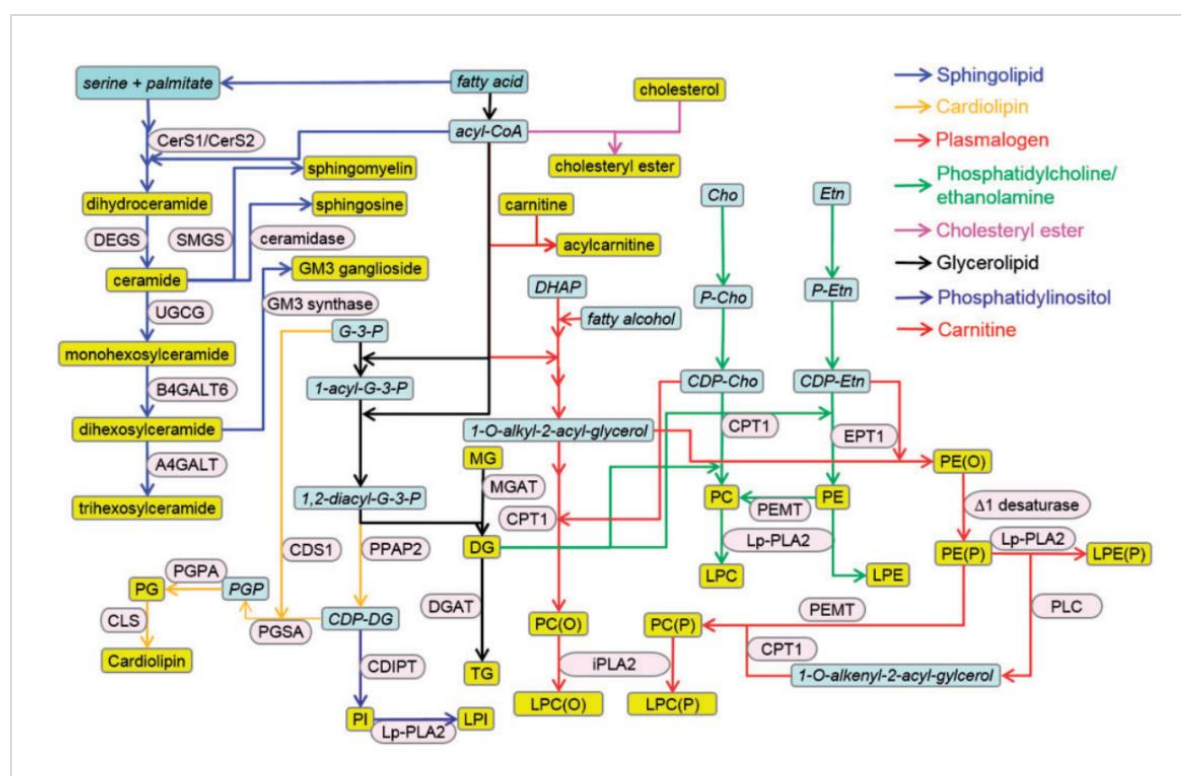 serine + palmitate
fatty acid
cholesterol
Sphingolipid
Cardiolipin
Plasmalogen
Phosphatidylcholine/
ethanolamine
Cholesteryl ester
Glycerolipid
Phosphatidylinositol
Carnitine
CerS1/CerS2
acyl-CoA
cholesteryl ester
sphingomyelin
dihydroceramide
sphingosine
carnitine
Cho
Etn
DEGS
SMGS
ceramidase
acylcarnitine
ceramide
GM3 ganglioside
UGCG
GM3 synthase
DHAP
P-Cho
P-Etn
G-3-P
fatty alcohol
monohexosylceramide
B4GALT6
1-acyl-G-3-P
CDP-Cho
CDP-Etn
dihexosylceramide
1-O-alkyl-2-acyl-glycerol
CPT1
EPT1
A4GALT
MG
PE(O)
MGAT
trihexosylceramide
1,2-diacyl-G-3-P
PC
PE
PEMT
Δ1 desaturase
CPT1
CDS1
PPAP2
DG
Lp-PLA2
PE(P)
Lp-PLA2
LPE(P)
PGPA
LPC
LPE
PG
PGP
DGAT
PEMT
PLC
CLS
PGSA
CDP-DG
PC(O)
PC(P)
CPT1
Cardiolipin
CDIPT
TG
iPLA2
1-O-alkenyl-2-acyl-gylcerol
LPC(O)
LPC(P)
PI
LPI
Lp-PLA2